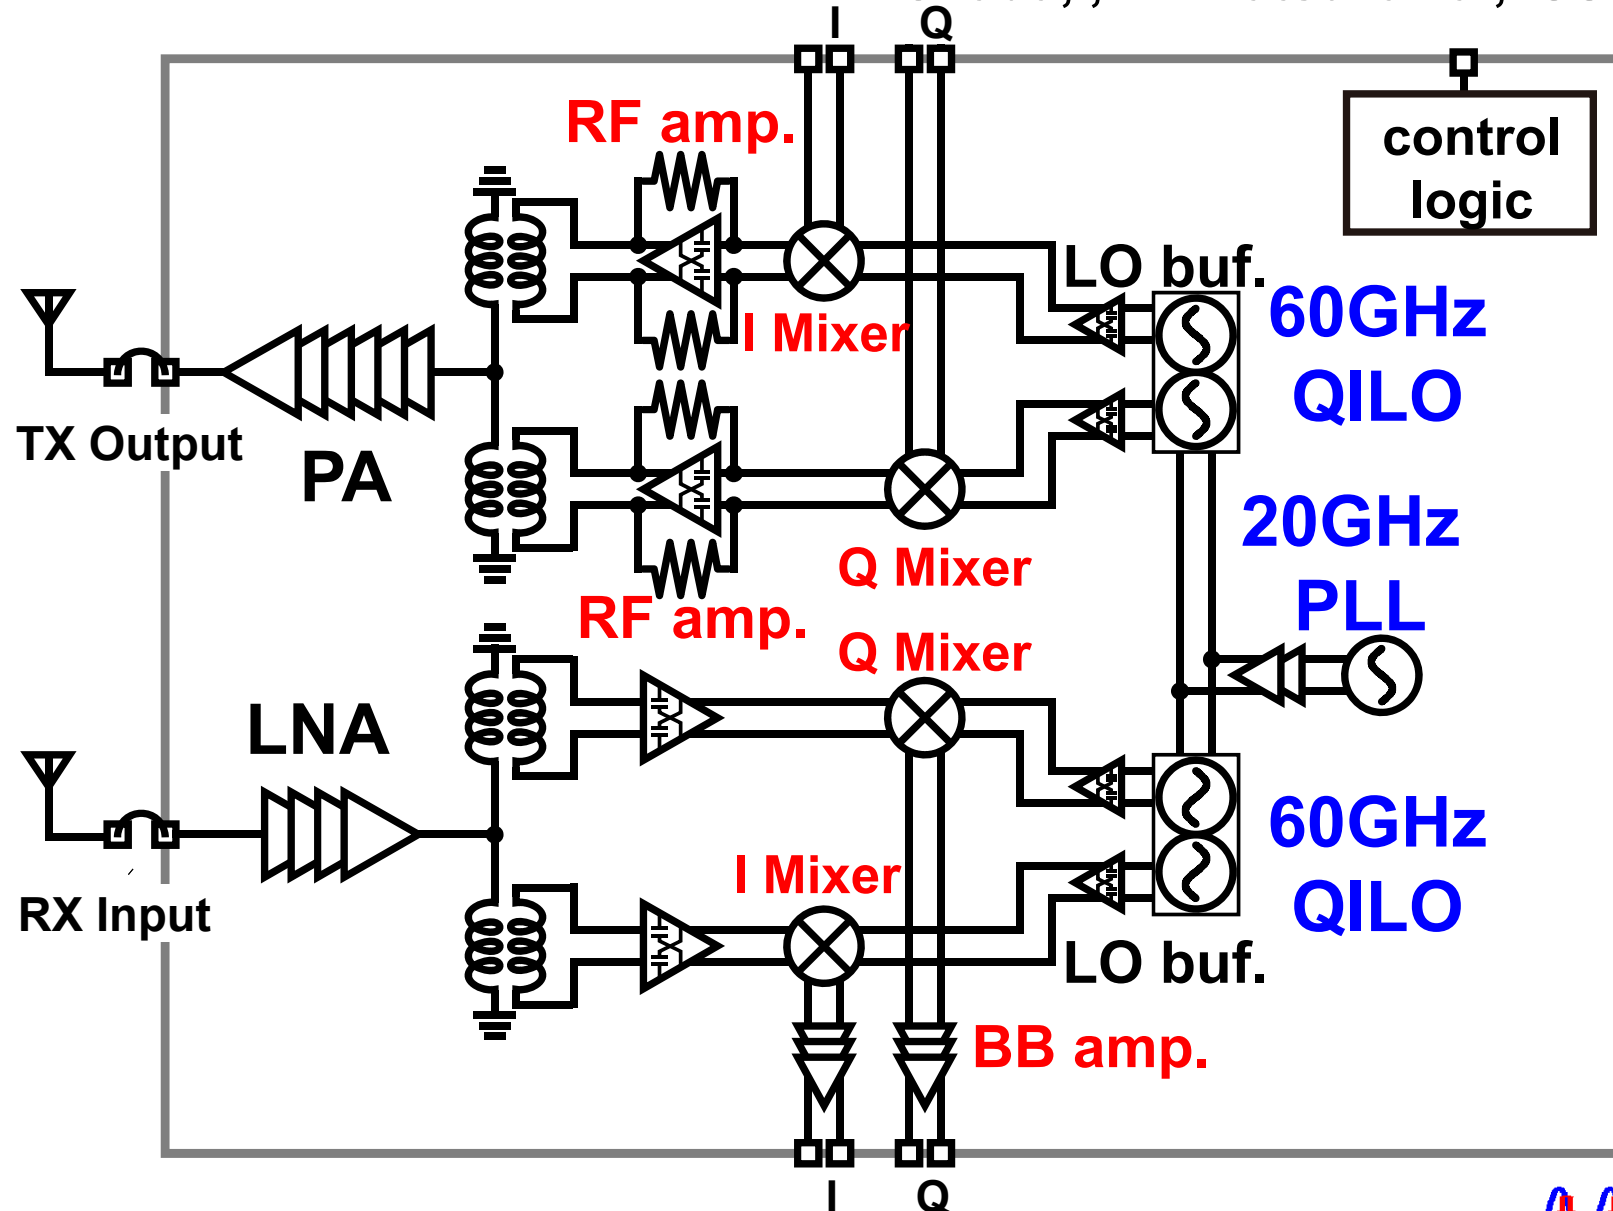 I Q
RF amp.
control
logic
LO buf.
60GHz
QILO
I Mixer
TX Output
PA
20GHz
PLL
Q Mixer
RF amp.
Q Mixer
LNA
60GHz
QILO
I Mixer
RX Input
LO buf.
BB amp.
I Q